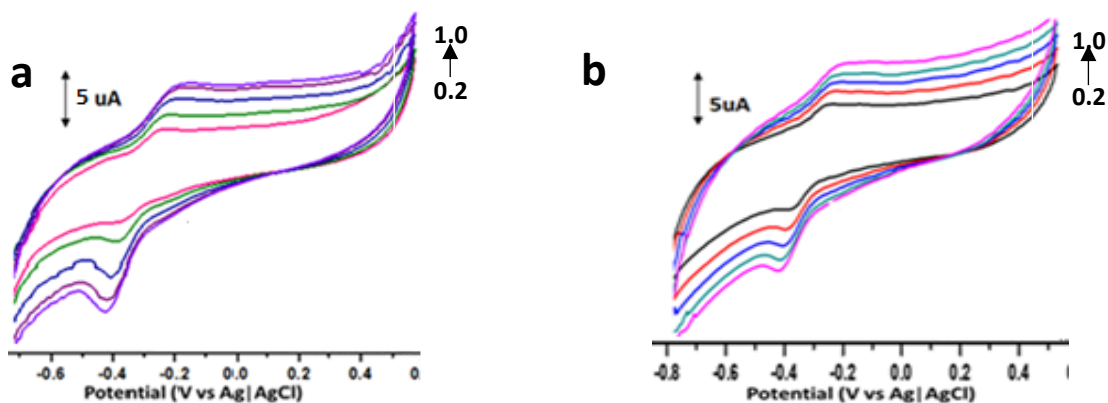 a
5 uA
1.0
0.2
-0.6 -0.4 -0.2 0.0 0.2 0.4 0.
Potential (V vs Ag|AgCl)
b
5uA
1.0
0.2
-0.8 -0.6 -0.4 -0.2 0.0 0.2 0.4 0.
Potential (V vs Ag|AgCl)